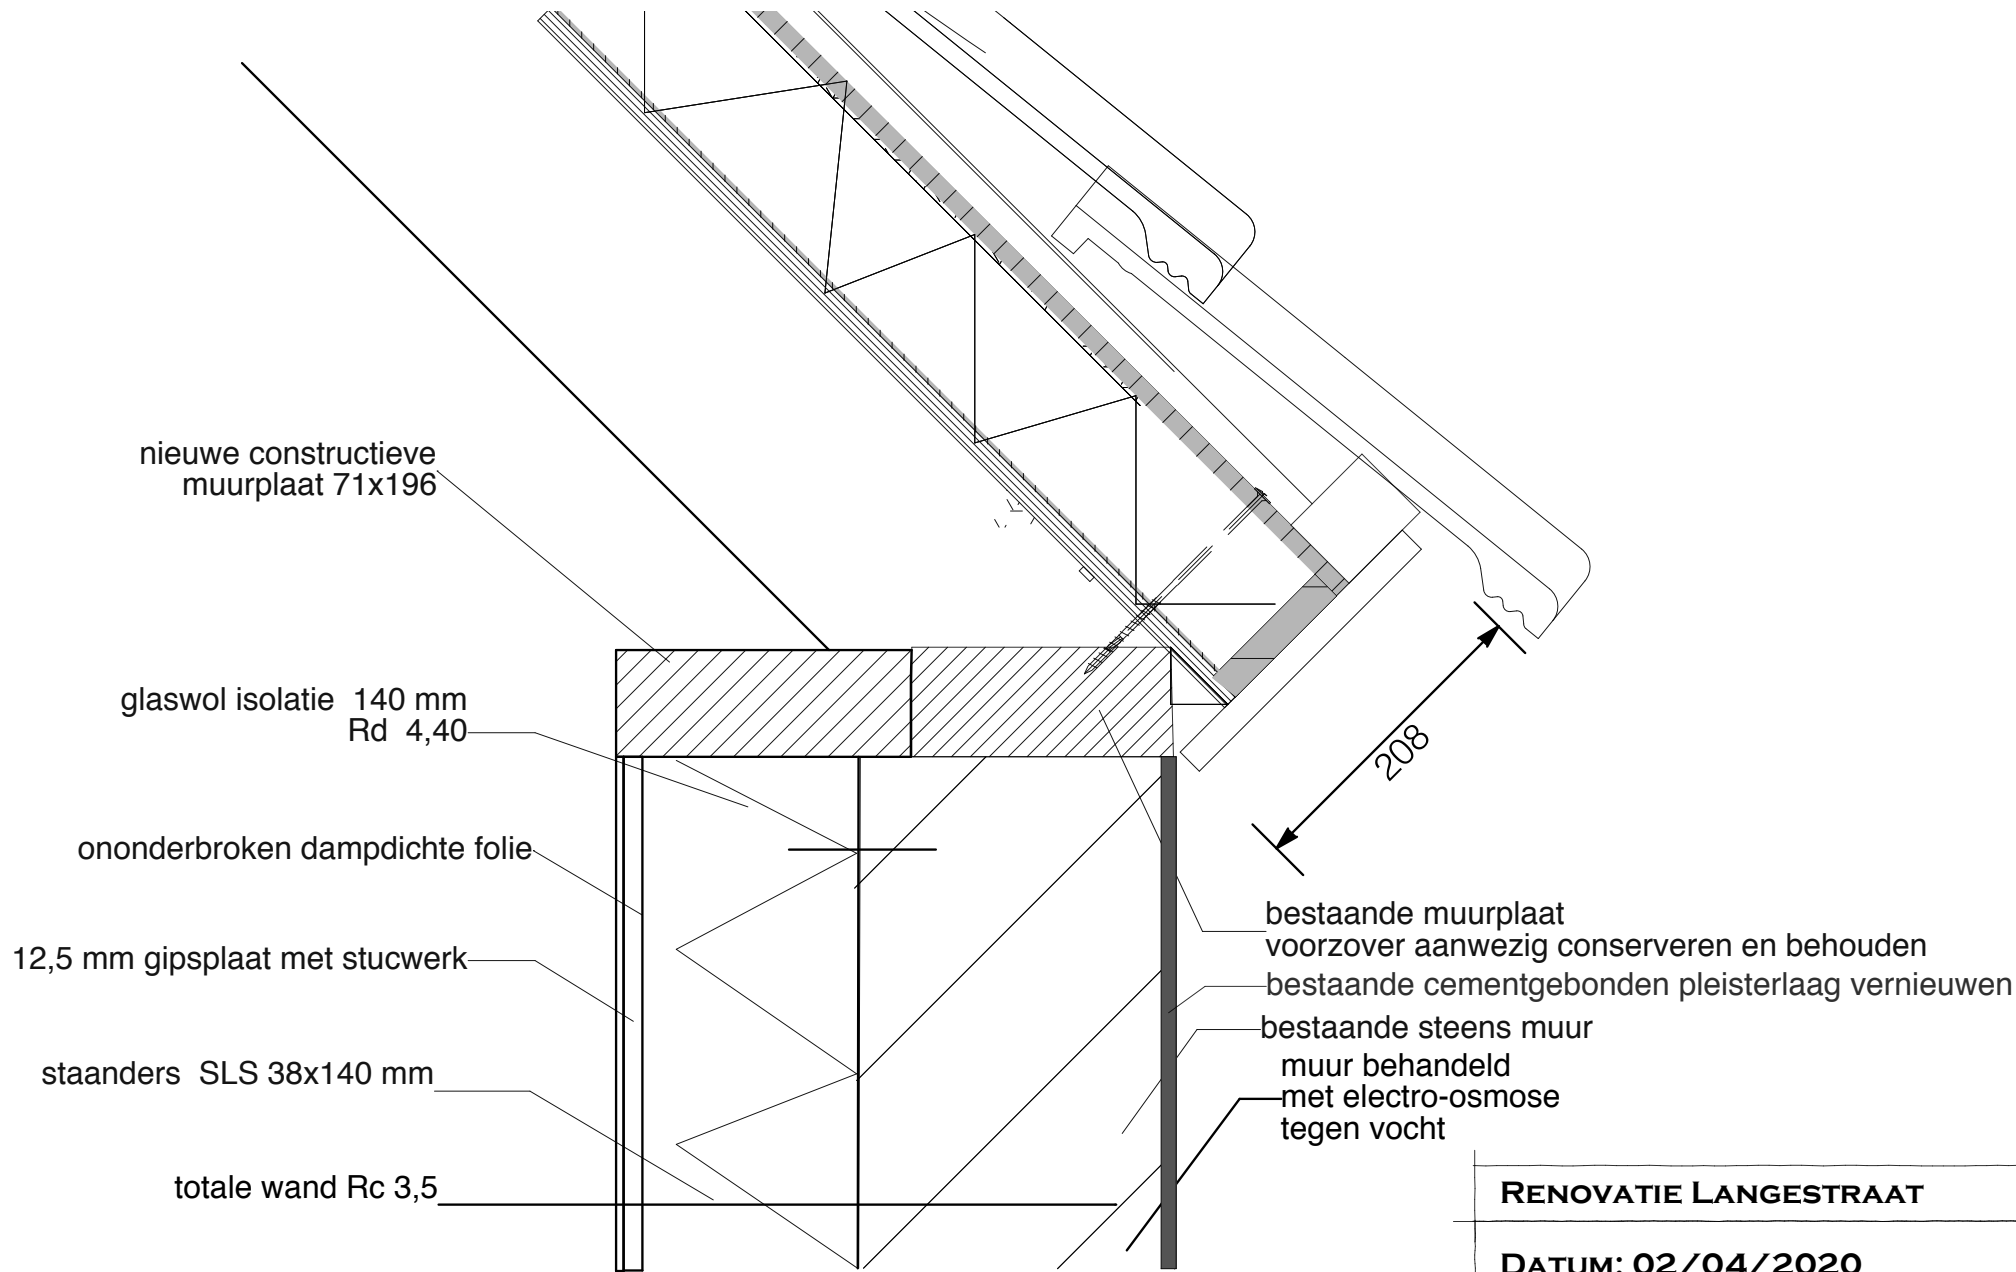 nieuwe constructieve
muurplaat 71x196
glaswol isolatie 140 mm
Rd 4,40
ononderbroken dampdichte folie
12,5 mm gipsplaat met stucwerk
staanders SLS 38x140 mm
totale wand Rc 3,5
208
bestaande muurplaat
voorzover aanwezig conserveren en behouden
bestaande cementgebonden pleisterlaag vernieuwen
bestaande steens muur
muur behandeld
met electro-osmose
tegen vocht
RENOVATIE LANGESTRAAT
DATUM: 02/04/2020